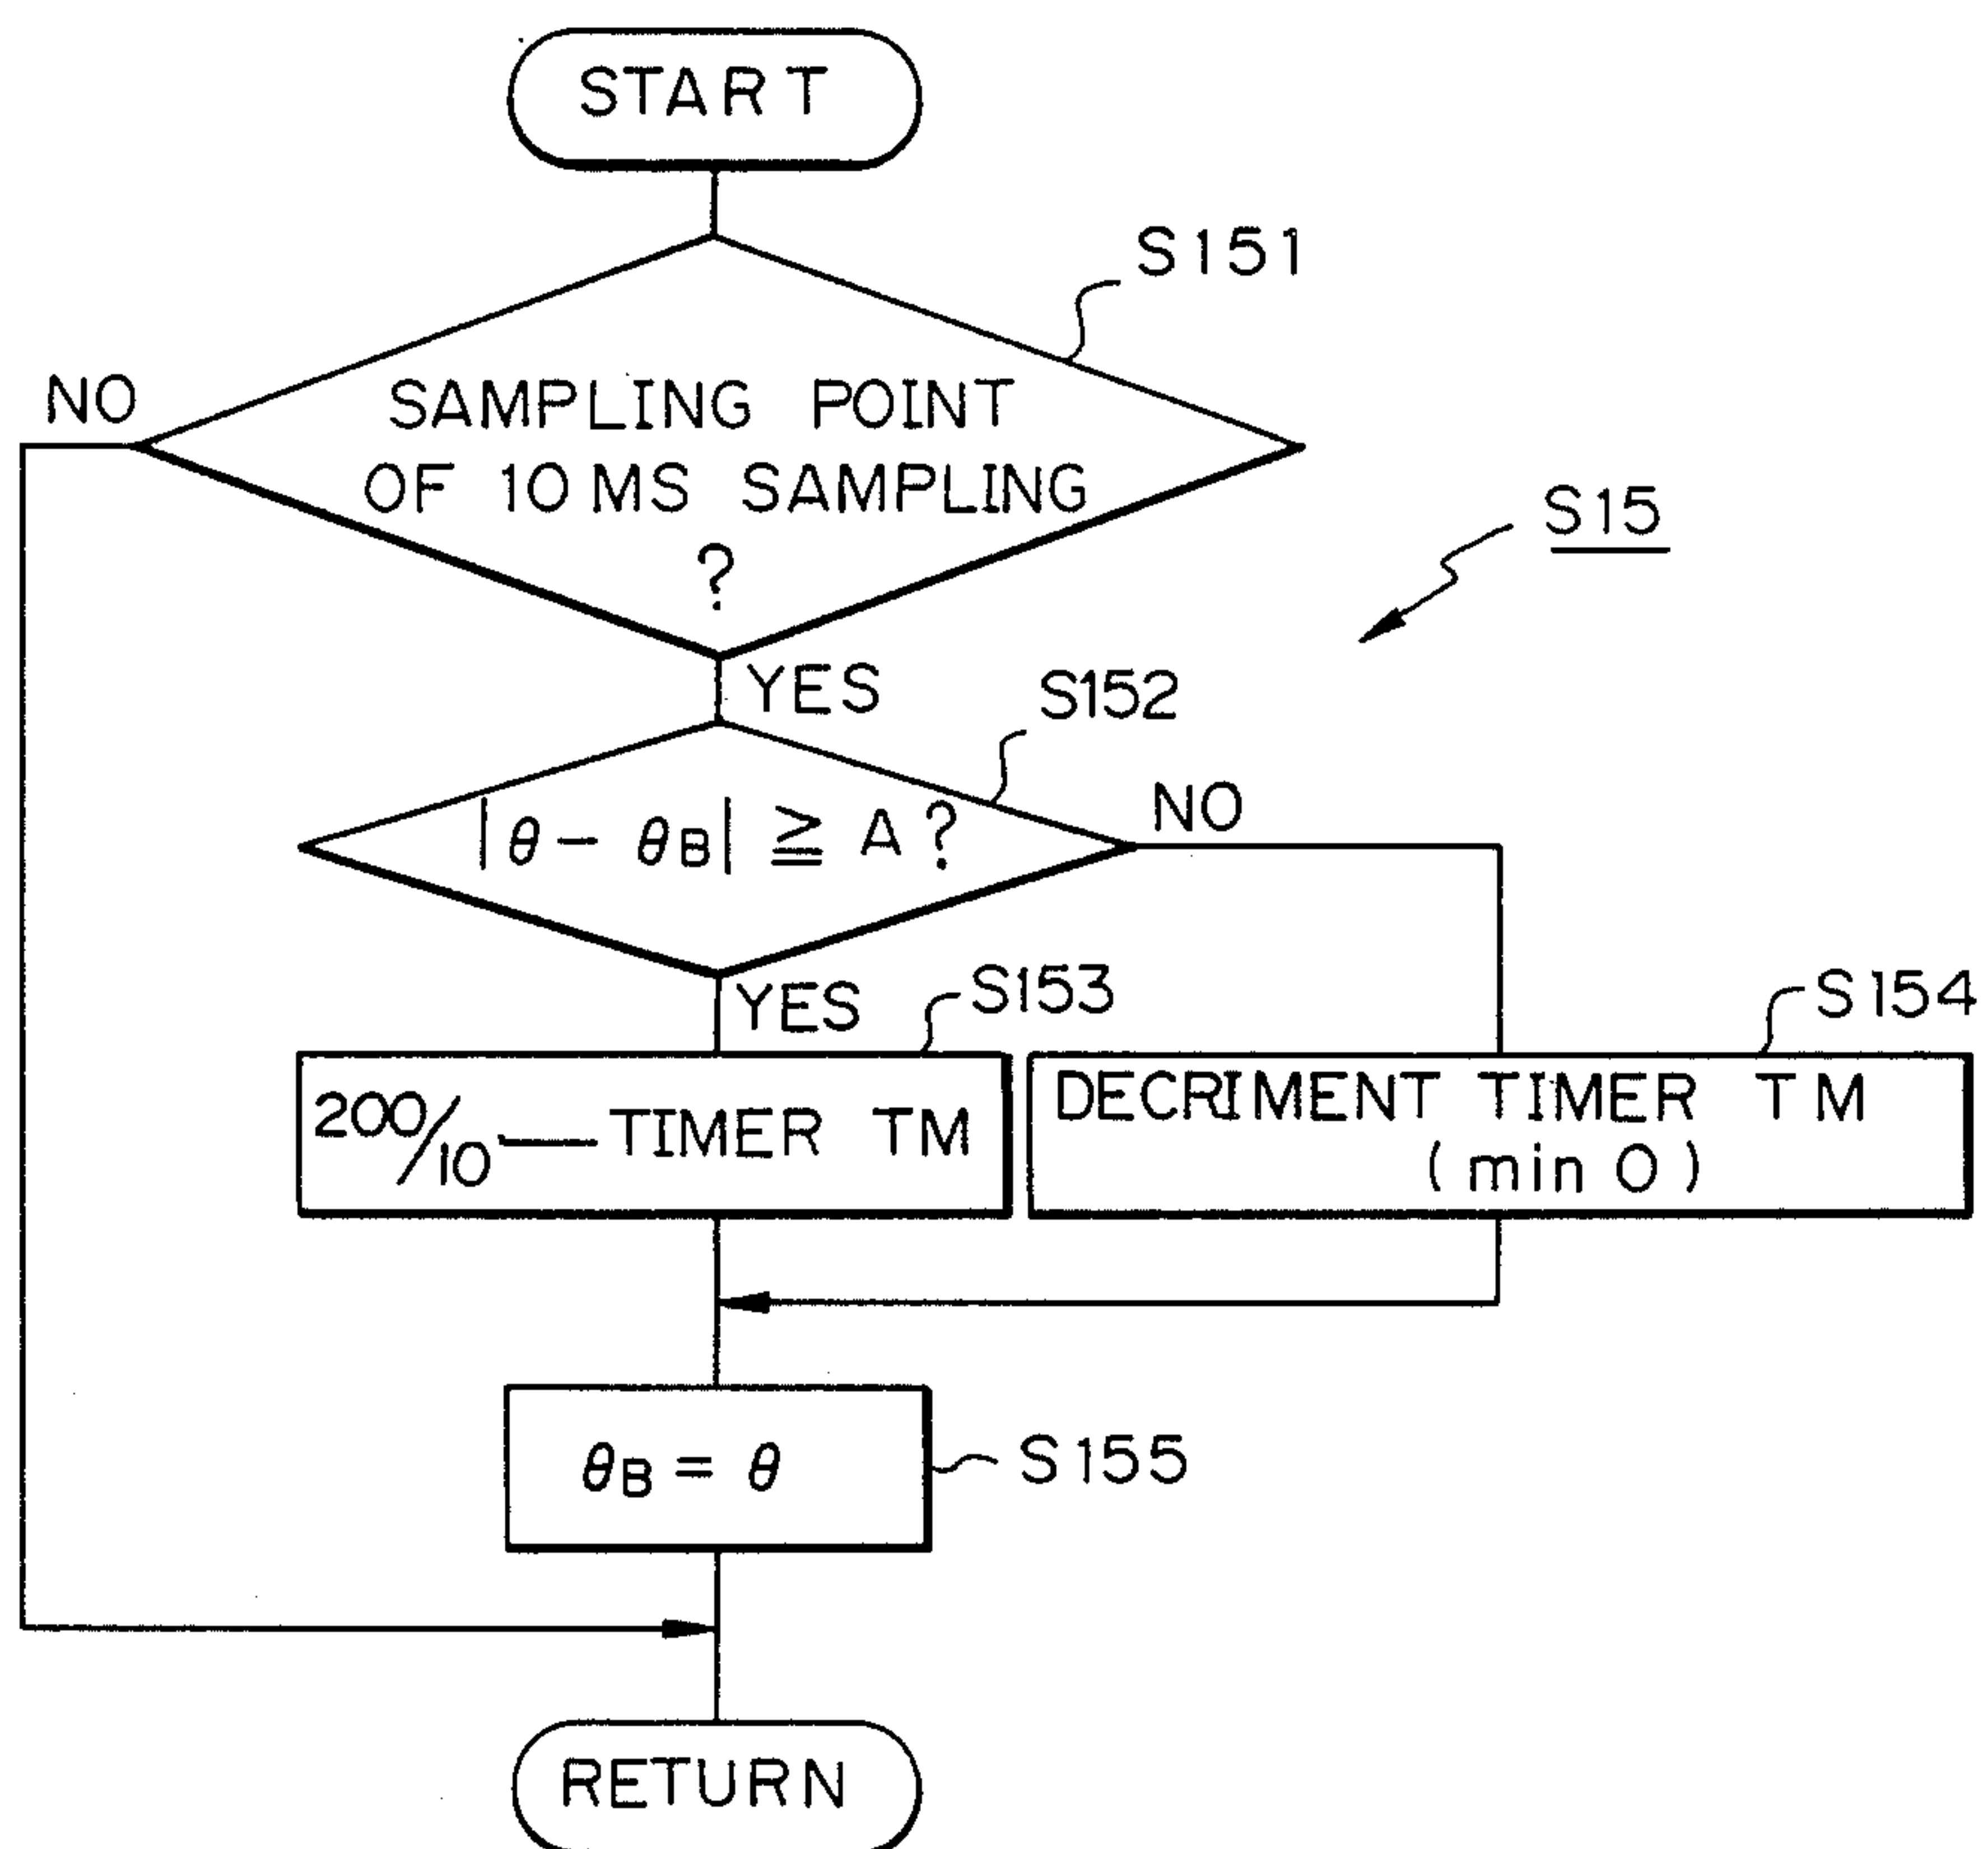 START
S151
NO
SAMPLING POINT
OF 10 MS SAMPLING
?
S15
YES
S152
|θ - θB| ≧ A?
NO
YES
S153
S154
200/10 — TIMER TM
DECRIMENT TIMER TM
(min 0)
θB = θ
S155
RETURN